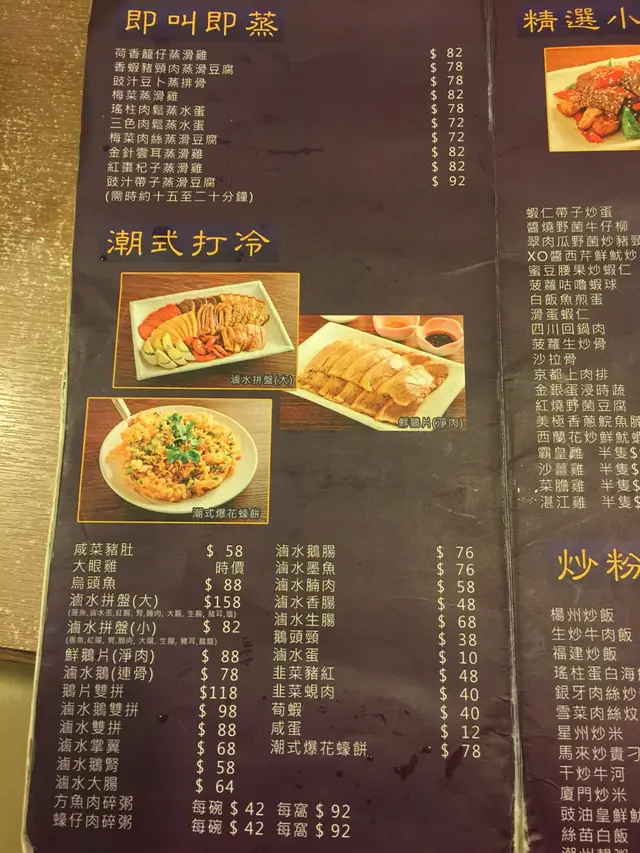 即叫即蒸
荷香籠仔蒸滑雞 $ 82
香蝦豬頸肉蒸滑豆腐 $ 78
豉汁豆卜蒸排骨 $ 78
梅菜蒸滑雞 $ 82
瑤柱肉鬆蒸水蛋 $ 78
三色肉鬆蒸水蛋 $ 72
梅菜肉絲蒸滑豆腐 $ 72
金針雲耳蒸滑雞 $ 82
紅棗杞子蒸滑雞 $ 82
豉汁帶子蒸滑豆腐 $ 92
(需時約十五至二十分鐘)
潮式打冷
滷水拼盤(大)
鮮鵝片(淨肉)
潮式爆花蠔餅
咸菜豬肚 $ 58
大眼雞 時價
烏頭魚 $ 88
滷水拼盤(大) $158
滷水拼盤(小) $ 82
鮮鵝片(淨肉) $ 88
滷水鵝(連骨) $ 78
鵝片雙拼 $118
滷水鵝雙拼 $ 98
滷水雙拼 $ 88
滷水掌翼 $ 68
滷水鵝腎 $ 58
滷水大腸 $ 64
方魚肉碎粥 每碗 $ 42 每窩 $ 92
蠔仔肉碎粥 每碗 $ 42 每窩 $ 92
滷水鵝腸 $ 76
滷水墨魚 $ 76
滷水腩肉 $ 58
滷水香腸 $ 48
滷水生腸 $ 68
鵝頭頸 $ 38
滷水蛋 $ 10
韭菜豬紅 $ 48
韭菜蜆肉 $ 40
荀蝦 $ 40
咸蛋 $ 12
潮式爆花蠔餅 $ 78
精選小
蝦仁帶子炒蛋
醬燒野菌牛仔柳
翠肉瓜野菌炒豬頸
XO醬西芹鮮魷炒
蜜豆腰果炒蝦仁
菠蘿咕嚕蝦球
白飯魚煎蛋
滑蛋蝦仁
四川回鍋肉
菠蘿生炒骨
沙拉骨
京都上肉排
金銀蛋浸時蔬
紅燒野菌豆腐
美極香蔥鯇魚腩
西蘭花炒鮮魷蝦
霸皇雞 半隻$
沙薑雞 半隻$
菜膽雞 半隻$
湛江雞 半隻$
炒粉
楊州炒飯
生炒牛肉飯
福建炒飯
瑤柱蛋白海
銀牙肉絲炒
雪菜肉絲炆
星州炒米
馬來炒貴刁
干炒牛河
廈門炒米
豉油皇鮮魷
絲苗白飯